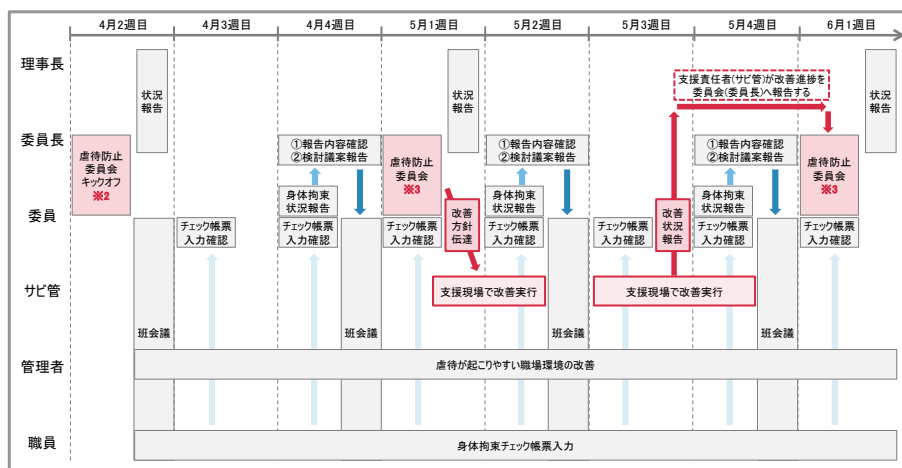 4月2週目
4月3週目
4月4週目
5月1週目
5月2週目
5月3週目
5月4週目
6月1週目
理事長
状況
報告
状況
報告
支援責任者(サビ管)が改善進捗を
委員会(委員長)へ報告する
状況
報告
委員長
虐待防止
委員会
キックオフ
※2
①報告内容確認
②検討議案報告
虐待防止
委員会
※3
①報告内容確認
②検討議案報告
①報告内容確認
②検討議案報告
虐待防止
委員会
※3
身体拘束
状況報告
身体拘束
状況報告
身体拘束
状況報告
委員
チェック帳票
入力確認
チェック帳票
入力確認
チェック帳票
入力確認
改善
方針
伝達
チェック帳票
入力確認
チェック帳票
入力確認
改善
状況
報告
チェック帳票
入力確認
チェック帳票
入力確認
サビ管
支援現場で改善実行
支援現場で改善実行
班会議
班会議
班会議
班会議
管理者
虐待が起こりやすい職場環境の改善
職員
身体拘束チェック帳票入力